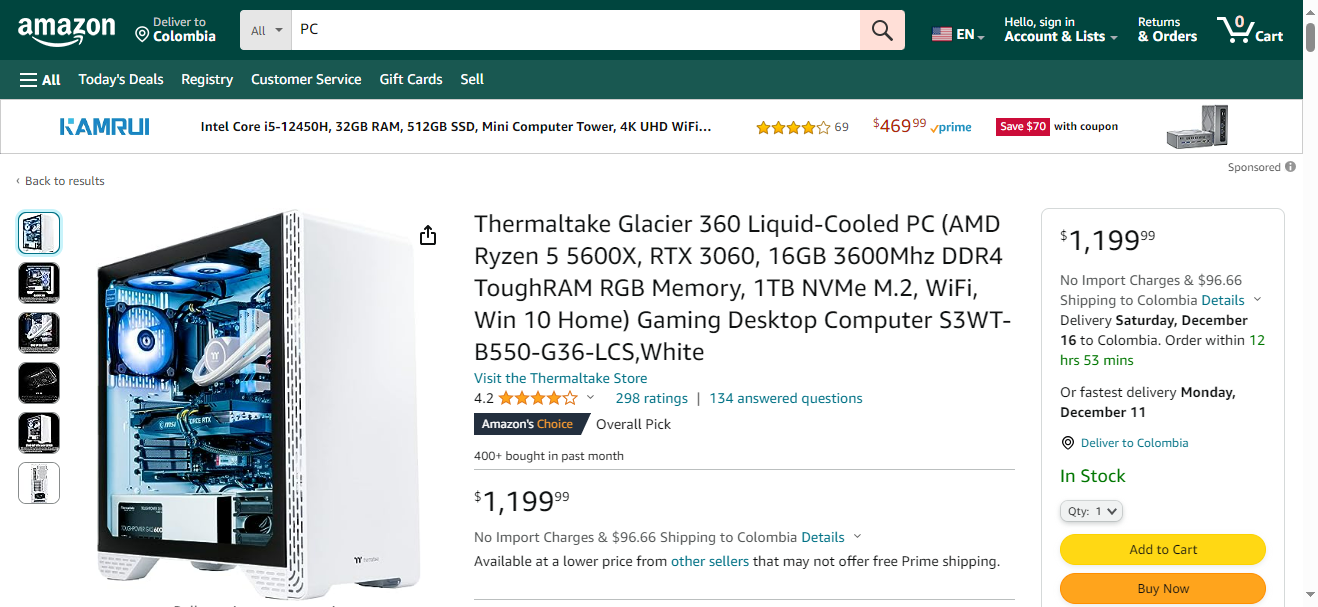 amazon
Deliver to
Colombia
All
PC
EN
Hello, sign in
Account & Lists
Returns
& Orders
0
Cart
All
Today's Deals
Registry
Customer Service
Gift Cards
Sell
KAMRUI
Intel Core i5-12450H, 32GB RAM, 512GB SSD, Mini Computer Tower, 4K UHD WiFi...
69
$469.99
prime
Save $70 with coupon
Sponsored
‹ Back to results
Thermaltake Glacier 360 Liquid-Cooled PC (AMD
Ryzen 5 5600X, RTX 3060, 16GB 3600Mhz DDR4
ToughRAM RGB Memory, 1TB NVMe M.2, WiFi,
Win 10 Home) Gaming Desktop Computer S3WT-
B550-G36-LCS,White
Visit the Thermaltake Store
4.2
298 ratings | 134 answered questions
Amazon's Choice
Overall Pick
400+ bought in past month
$1,199.99
No Import Charges & $96.66 Shipping to Colombia Details
Available at a lower price from other sellers that may not offer free Prime shipping.
msi
GEFORCE RTX
$1,199.99
No Import Charges & $96.66
Shipping to Colombia Details
Delivery Saturday, December
16 to Colombia. Order within 12
hrs 53 mins
Or fastest delivery Monday,
December 11
Deliver to Colombia
In Stock
Qty: 1
Add to Cart
Buy Now